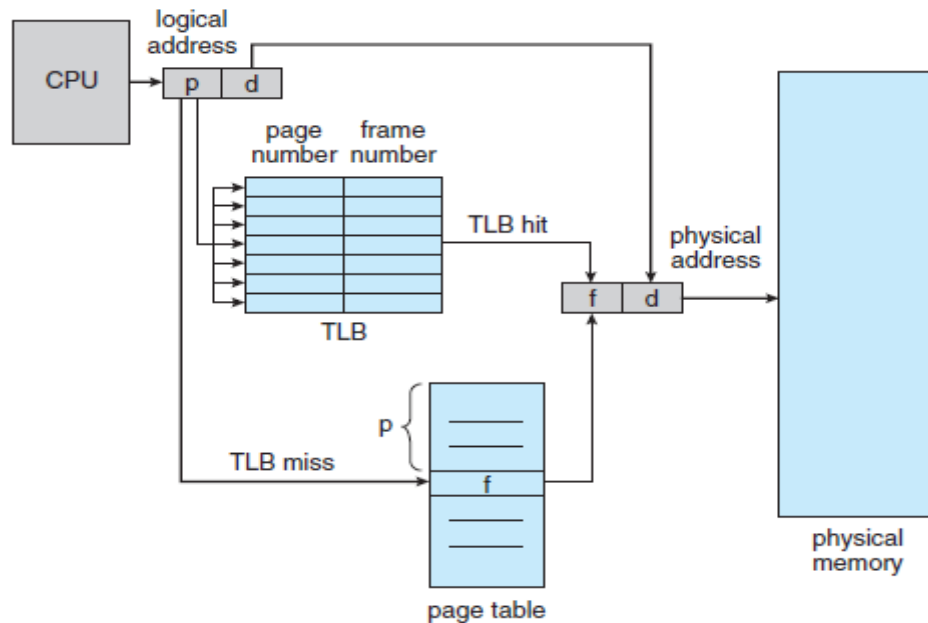 logical
address
CPU
p d
page
number
frame
number
TLB hit
physical
address
f d
TLB
p
TLB miss
f
page table
physical
memory